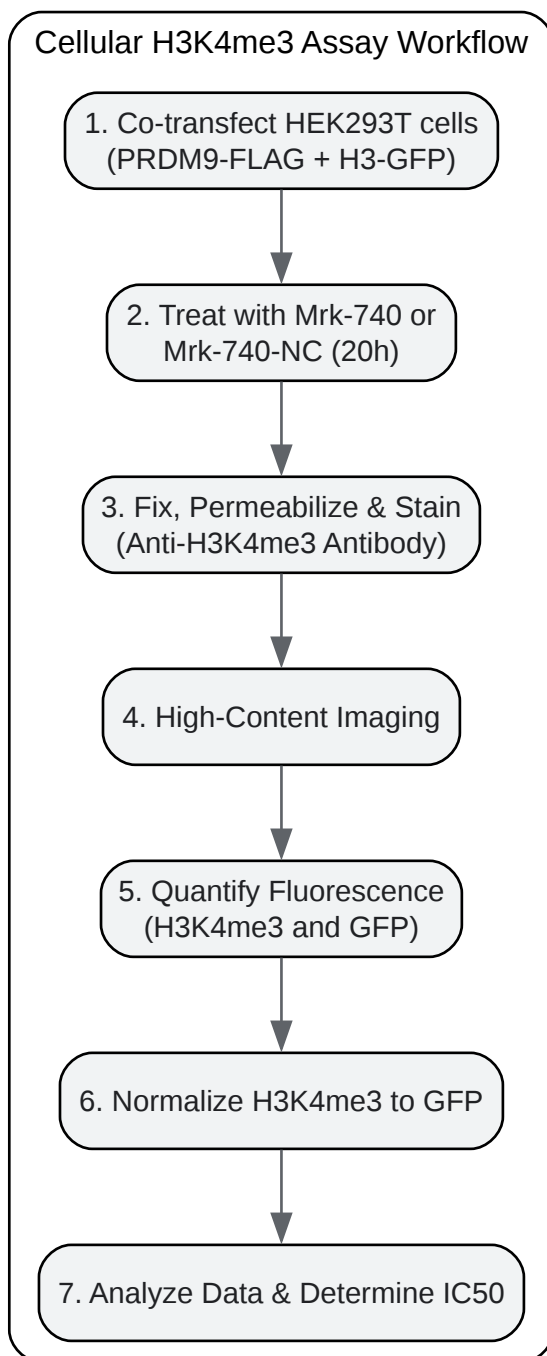 Cellular H3K4me3 Assay Workflow
1. Co-transfect HEK293T cells
(PRDM9-FLAG + H3-GFP)
2. Treat with Mrk-740 or
Mrk-740-NC (20h)
3. Fix, Permeabilize & Stain
(Anti-H3K4me3 Antibody)
4. High-Content Imaging
5. Quantify Fluorescence
(H3K4me3 and GFP)
6. Normalize H3K4me3 to GFP
7. Analyze Data & Determine IC50